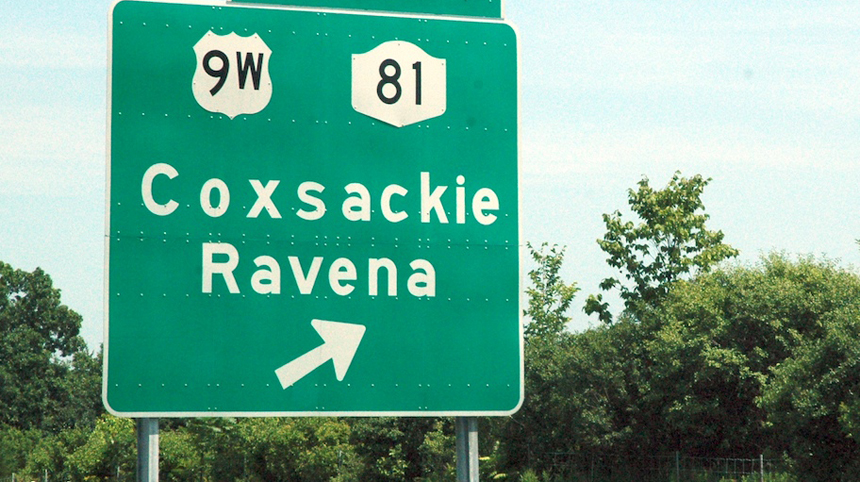 9W 81
Coxsackie
Ravena